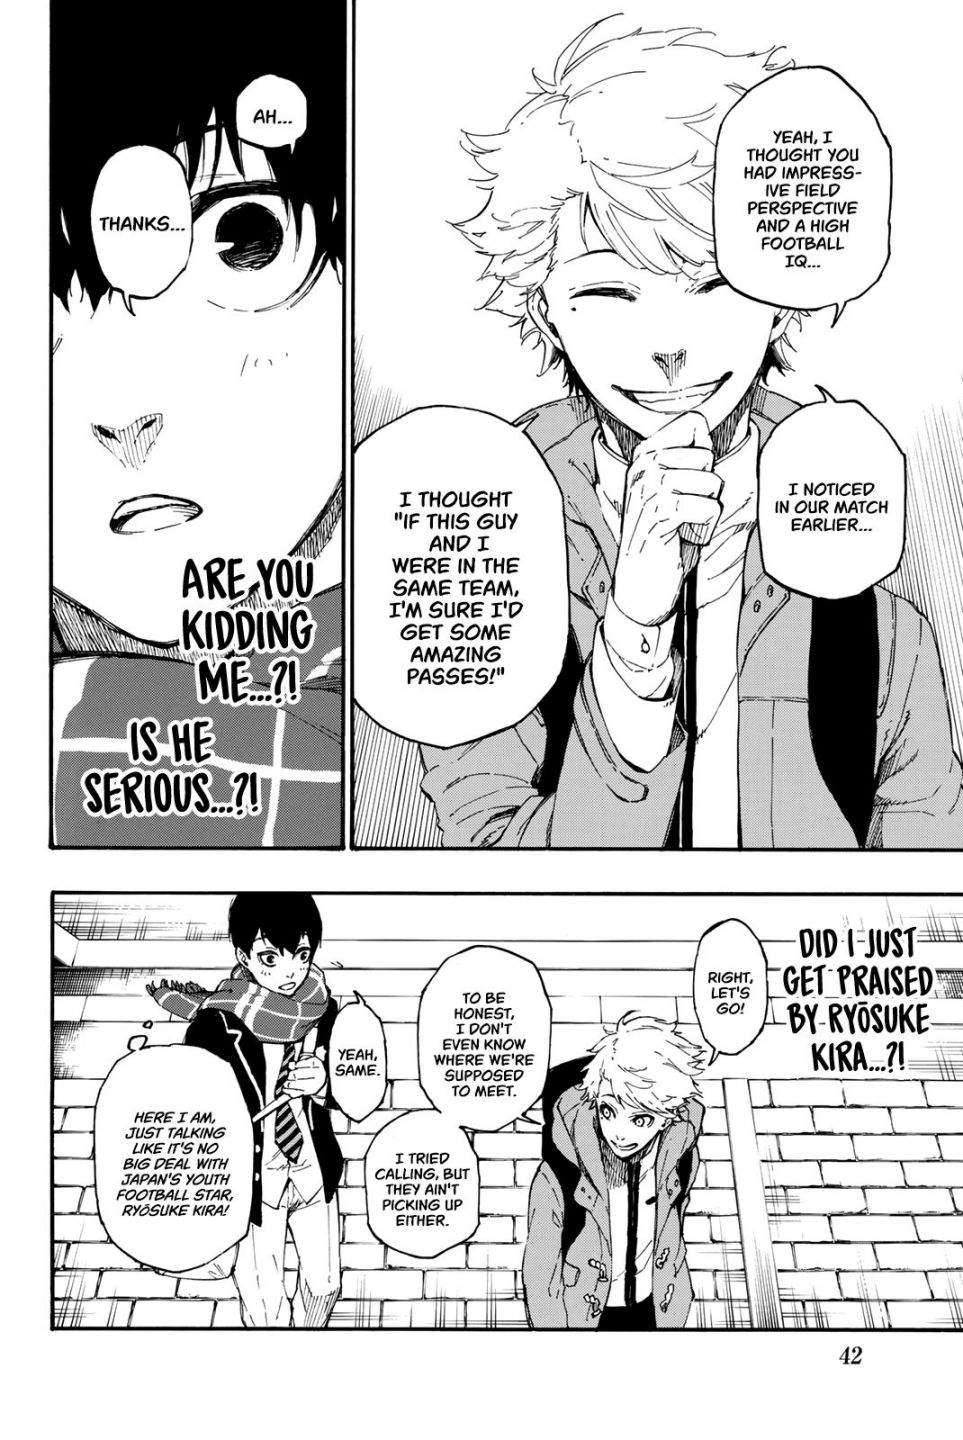 YEAH, I
THOUGHT YOU
HAD IMPRESS-
IVE FIELD
PERSPECTIVE
AND A HIGH
FOOTBALL
IQ...
I NOTICED
IN OUR MATCH
EARLIER...
I THOUGHT
"IF THIS GUY
AND I
WERE IN THE
SAME TEAM,
I'M SURE I'D
GET SOME
AMAZING
PASSES!"
AH...
THANKS...
ARE YOU
KIDDING
ME...?!
IS HE
SERIOUS...?!
DID I JUST
GET PRAISED
BY RYŌSUKE
KIRA...?!
RIGHT,
LET'S
GO!
TO BE
HONEST,
I DON'T
EVEN KNOW
WHERE WE'RE
SUPPOSED
TO MEET.
I TRIED
CALLING, BUT
THEY AIN'T
PICKING UP
EITHER.
YEAH,
SAME.
HERE I AM,
JUST TALKING
LIKE IT'S NO
BIG DEAL WITH
JAPAN'S YOUTH
FOOTBALL STAR,
RYŌSUKE KIRA!
42